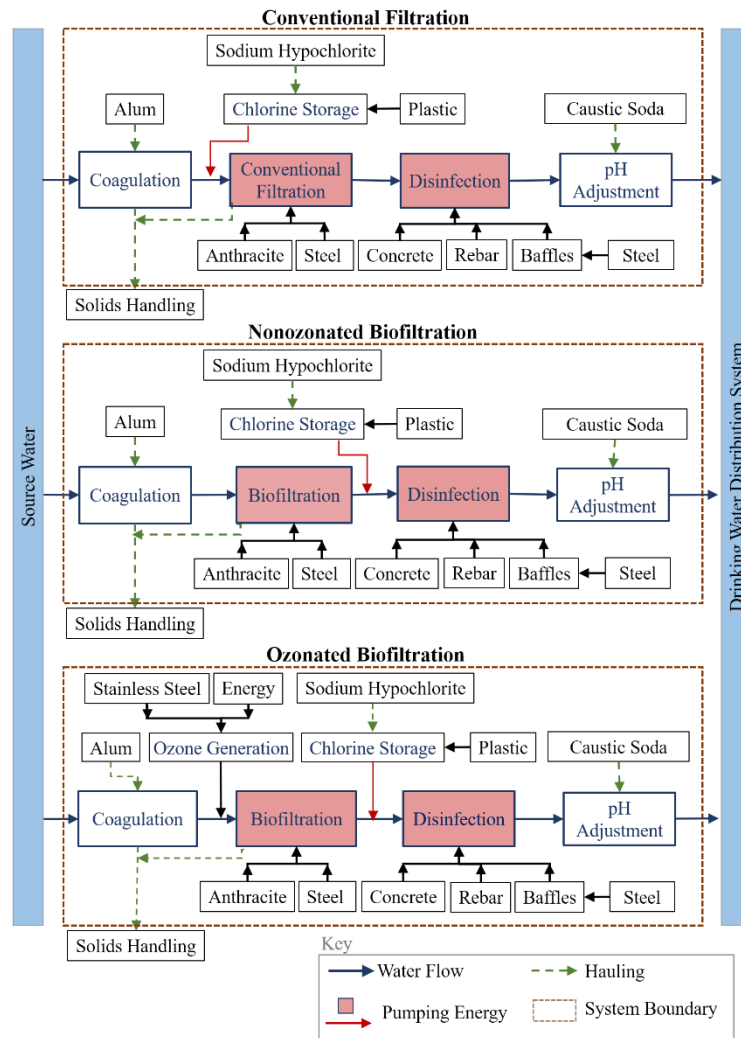 Conventional Filtration
Sodium Hypochlorite
Alum
Chlorine Storage
Plastic
Caustic Soda
Coagulation
Conventional
Filtration
Disinfection
pH
Adjustment
Anthracite
Steel
Concrete
Rebar
Baffles
Steel
Solids Handling
Source Water
Drinking Water Distribution System
Nonozonated Biofiltration
Sodium Hypochlorite
Alum
Chlorine Storage
Plastic
Caustic Soda
Coagulation
Biofiltration
Disinfection
pH
Adjustment
Anthracite
Steel
Concrete
Rebar
Baffles
Steel
Solids Handling
Ozonated Biofiltration
Stainless Steel
Energy
Sodium Hypochlorite
Alum
Ozone Generation
Chlorine Storage
Plastic
Caustic Soda
Coagulation
Biofiltration
Disinfection
pH
Adjustment
Anthracite
Steel
Concrete
Rebar
Baffles
Steel
Solids Handling
Key
Water Flow
Hauling
Pumping Energy
System Boundary